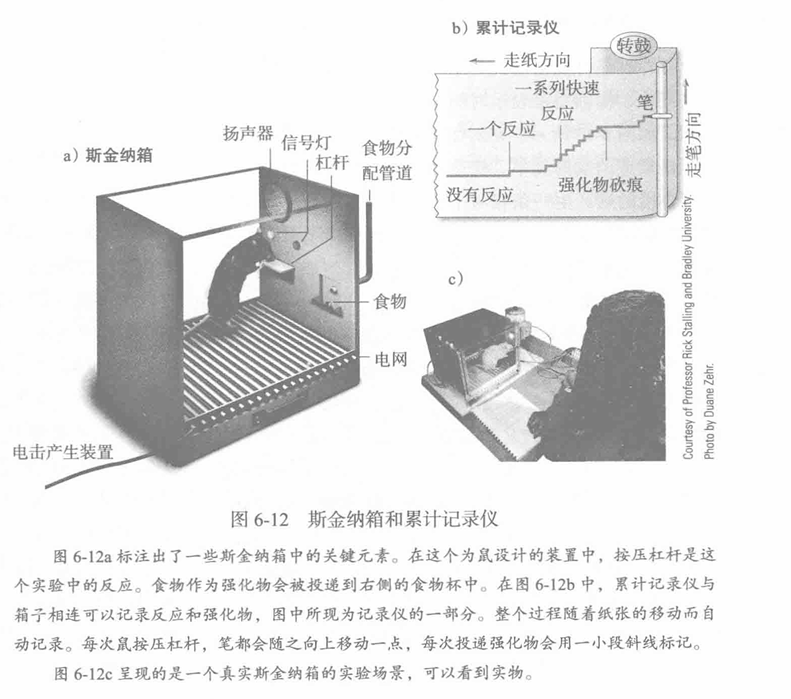 b）累计记录仪
转鼓
走纸方向
一系列快速
反应
笔
一个反应
走笔方向
没有反应
强化物砍痕
a）斯金纳箱
扬声器
信号灯
杠杆
食物分
配管道
食物
电网
电击产生装置
c）
Courtesy of Professor Rick Stalling and Bradley University.
Photo by Duane Zehr.
图 6-12 斯金纳箱和累计记录仪
图 6-12a 标注出了一些斯金纳箱中的关键元素。在这个为鼠设计的装置中，按压杠杆是这
个实验中的反应。食物作为强化物会被投递到右侧的食物杯中。在图 6-12b 中，累计记录仪与
箱子相连可以记录反应和强化物，图中所现为记录仪的一部分。整个过程随着纸张的移动而自
动记录。每次鼠按压杠杆，笔都会随之向上移动一点，每次投递强化物会用一小段斜线标记。
图 6-12c 呈现的是一个真实斯金纳箱的实验场景，可以看到实物。